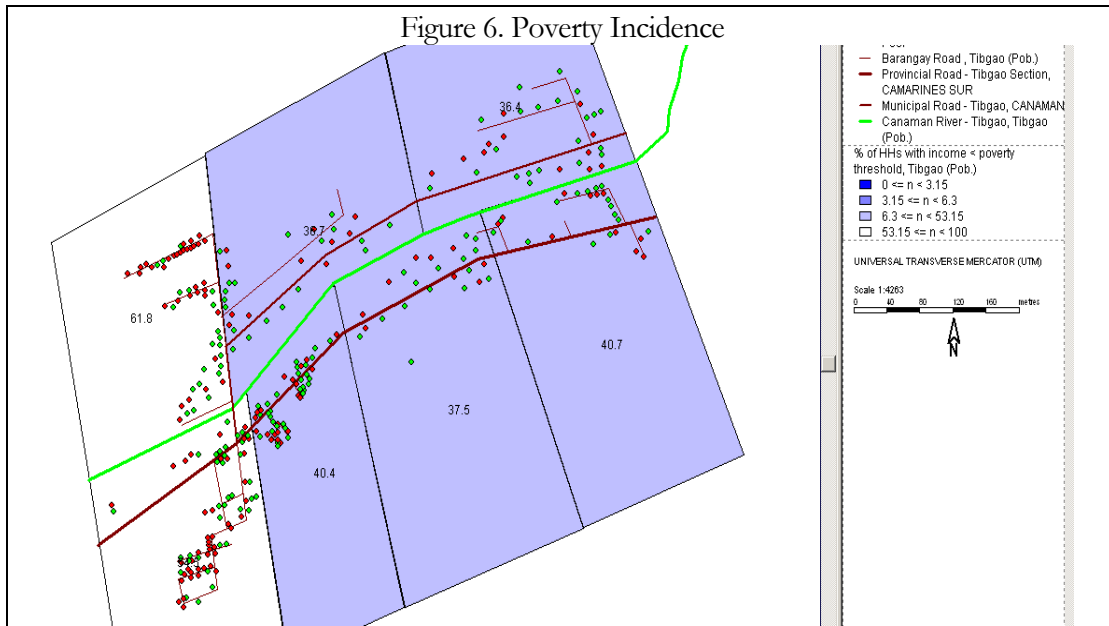 Figure 6. Poverty Incidence
Barangay Road , Tibgao (Pob.)
Provincial Road - Tibgao Section,
CAMARINES SUR
Municipal Road - Tibgao, CANAMAN
Canaman River - Tibgao, Tibgao
(Pob.)
% of HHs with income < poverty
threshold, Tibgao (Pob.)
0 <= n < 3.15
3.15 <= n < 6.3
6.3 <= n < 53.15
53.15 <= n < 100
UNIVERSAL TRANSVERSE MERCATOR (UTM)
Scale 1:4263
0 40 80 120 160 metres
N
36.4
36.7
61.8
40.7
37.5
40.4